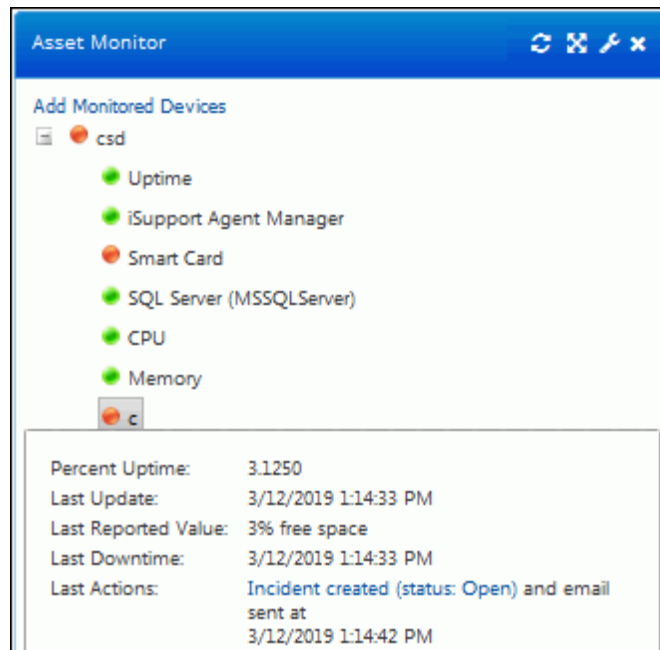 Asset Monitor
Add Monitored Devices
csd
Uptime
iSupport Agent Manager
Smart Card
SQL Server (MSSQLServer)
CPU
Memory
c
Percent Uptime: 3.1250
Last Update: 3/12/2019 1:14:33 PM
Last Reported Value: 3% free space
Last Downtime: 3/12/2019 1:14:33 PM
Last Actions: Incident created (status: Open) and email
sent at
3/12/2019 1:14:42 PM